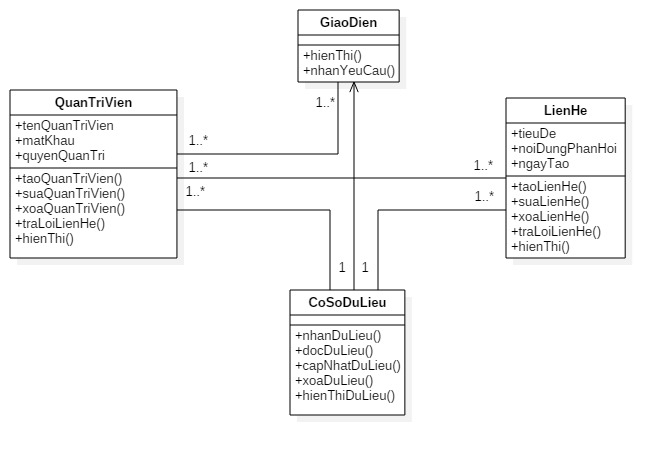 GiaoDien
+hienThi()
+nhanYeuCau()
1..*
QuanTriVien
+tenQuanTriVien
+matKhau
+quyenQuanTri
+taoQuanTriVien()
+suaQuanTriVien()
+xoaQuanTriVien()
+traLoiLienHe()
+hienThi()
1..*
1..*
1..*
LienHe
+tieuDe
+noiDungPhanHoi
+ngayTao
+taoLienHe()
+suaLienHe()
+xoaLienHe()
+traLoiLienHe()
+hienThi()
1..*
1..*
1
1
CoSoDuLieu
+nhanDuLieu()
+docDuLieu()
+capNhatDuLieu()
+xoaDuLieu()
+hienThiDuLieu()